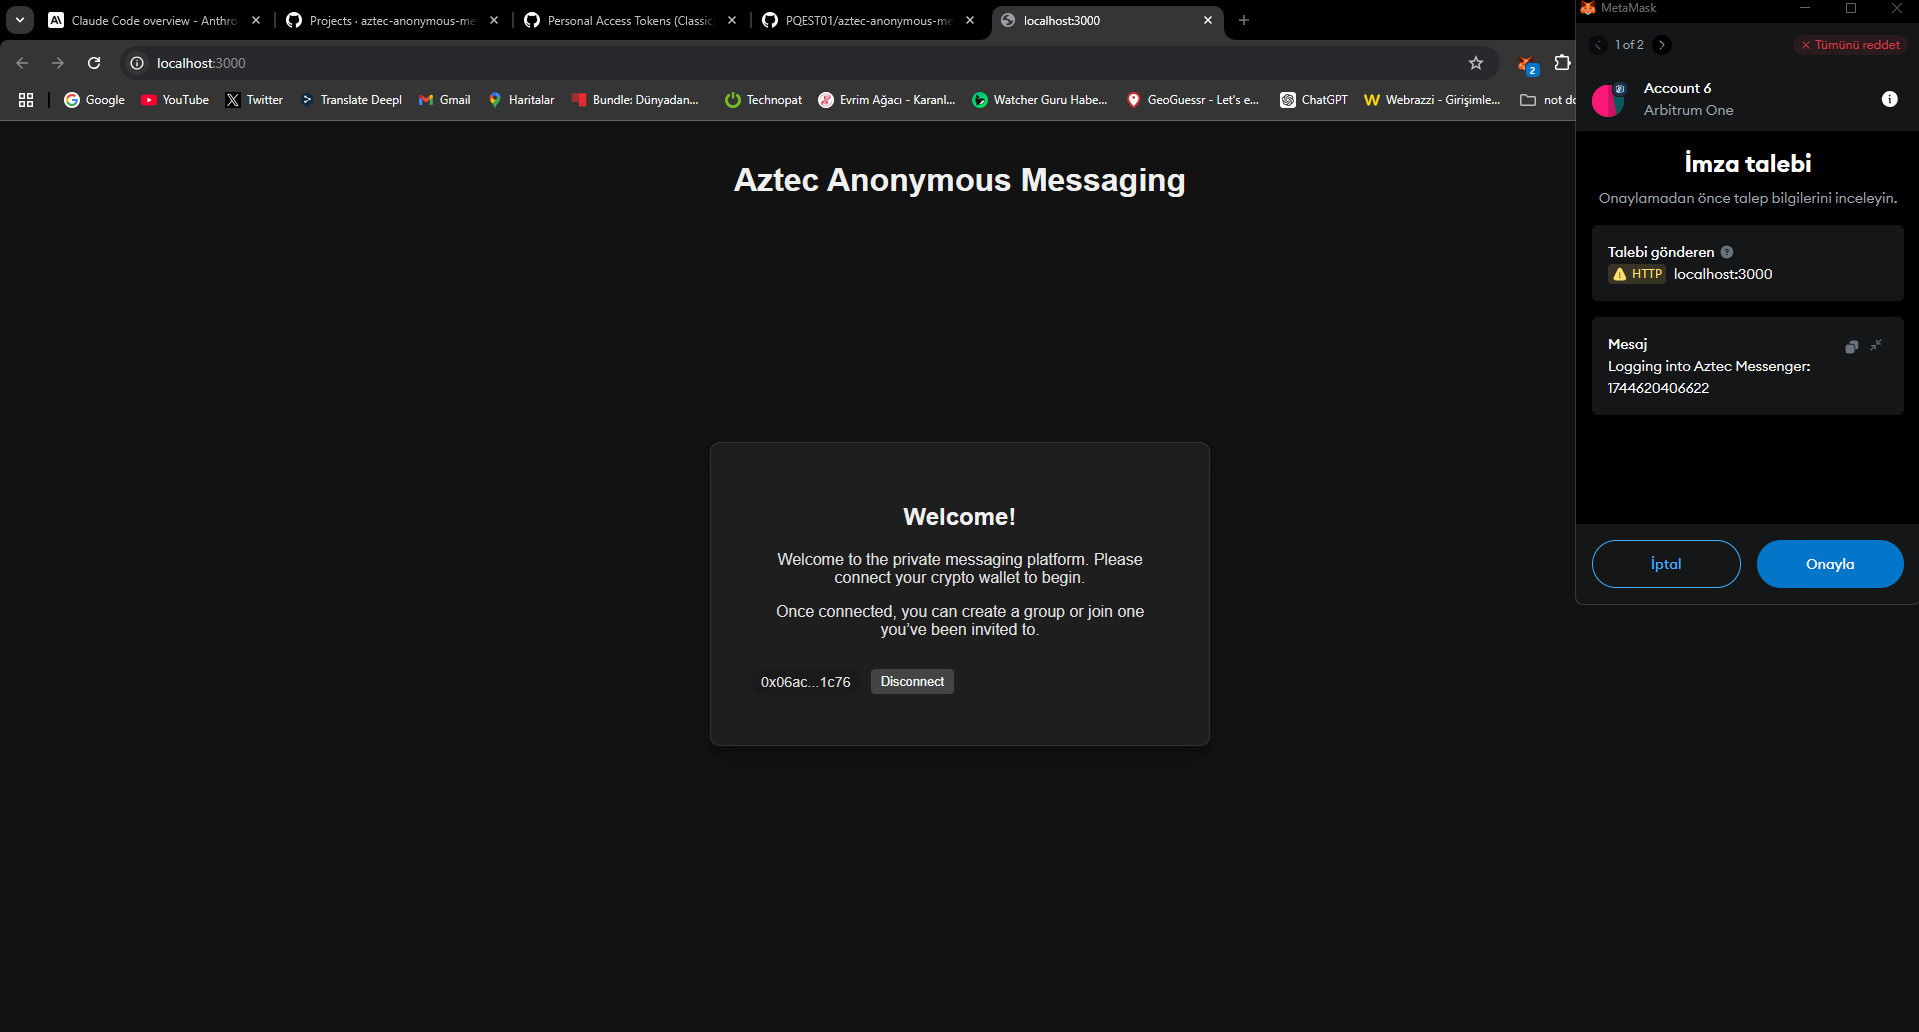 Claude Code overview - Anthro
Projects · aztec-anonymous-me
Personal Access Tokens (Classic
PQEST01/aztec-anonymous-me
localhost:3000
localhost:3000
2
Google
YouTube
Twitter
Translate Deepl
Gmail
Haritalar
Bundle: Dünyadan...
Technopat
Evrim Ağacı - Karanl...
Watcher Guru Habe...
GeoGuessr - Let's e...
ChatGPT
Webrazzi - Girişimle...
not do
Aztec Anonymous Messaging
Welcome!
Welcome to the private messaging platform. Please
connect your crypto wallet to begin.
Once connected, you can create a group or join one
you’ve been invited to.
0x06ac...1c76
Disconnect
MetaMask
1 of 2
Tümünü reddet
Account 6
Arbitrum One
İmza talebi
Onaylamadan önce talep bilgilerini inceleyin.
Talebi gönderen
HTTP localhost:3000
Mesaj
Logging into Aztec Messenger:
1744620406622
İptal
Onayla